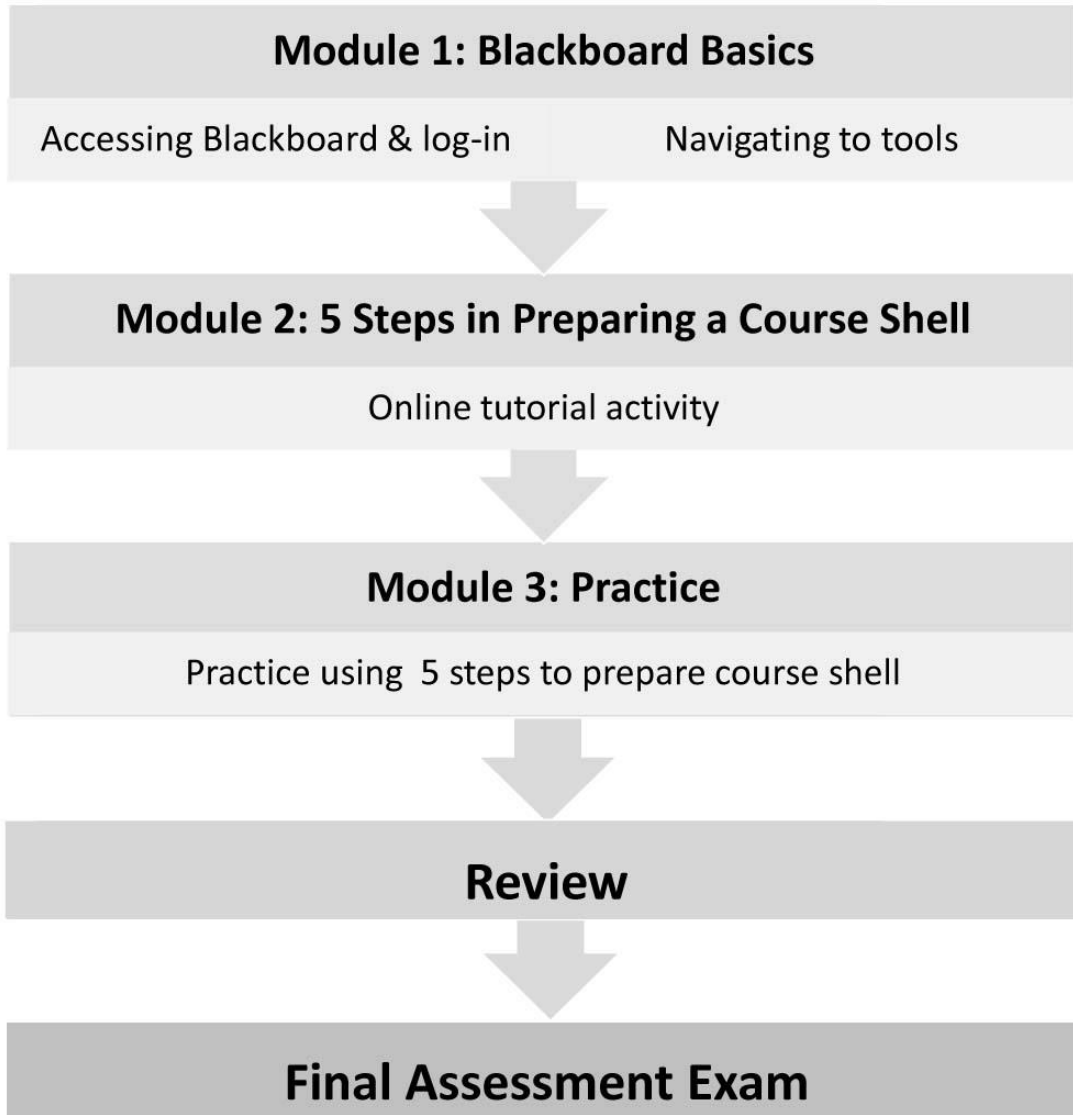 Module 1: Blackboard Basics
Accessing Blackboard & log-in
Navigating to tools
Module 2: 5 Steps in Preparing a Course Shell
Online tutorial activity
Module 3: Practice
Practice using  5 steps to prepare course shell
Review
Final Assessment Exam